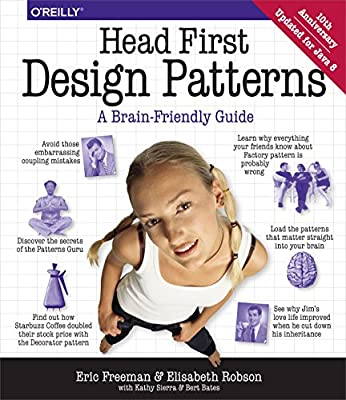 O'REILLY®
10th
Anniversary
Updated for Java 8
Head First
Design Patterns
A Brain-Friendly Guide
Avoid those
embarrassing
coupling mistakes
Learn why everything
your friends know about
Factory pattern is
probably
wrong
Discover the secrets
of the Patterns Guru
Load the patterns
that matter straight
into your brain
Find out how
Starbuzz Coffee doubled
their stock price with
the Decorator pattern
See why Jim's
love life improved
when he cut down
his inheritance
Eric Freeman & Elisabeth Robson
with Kathy Sierra & Bert Bates